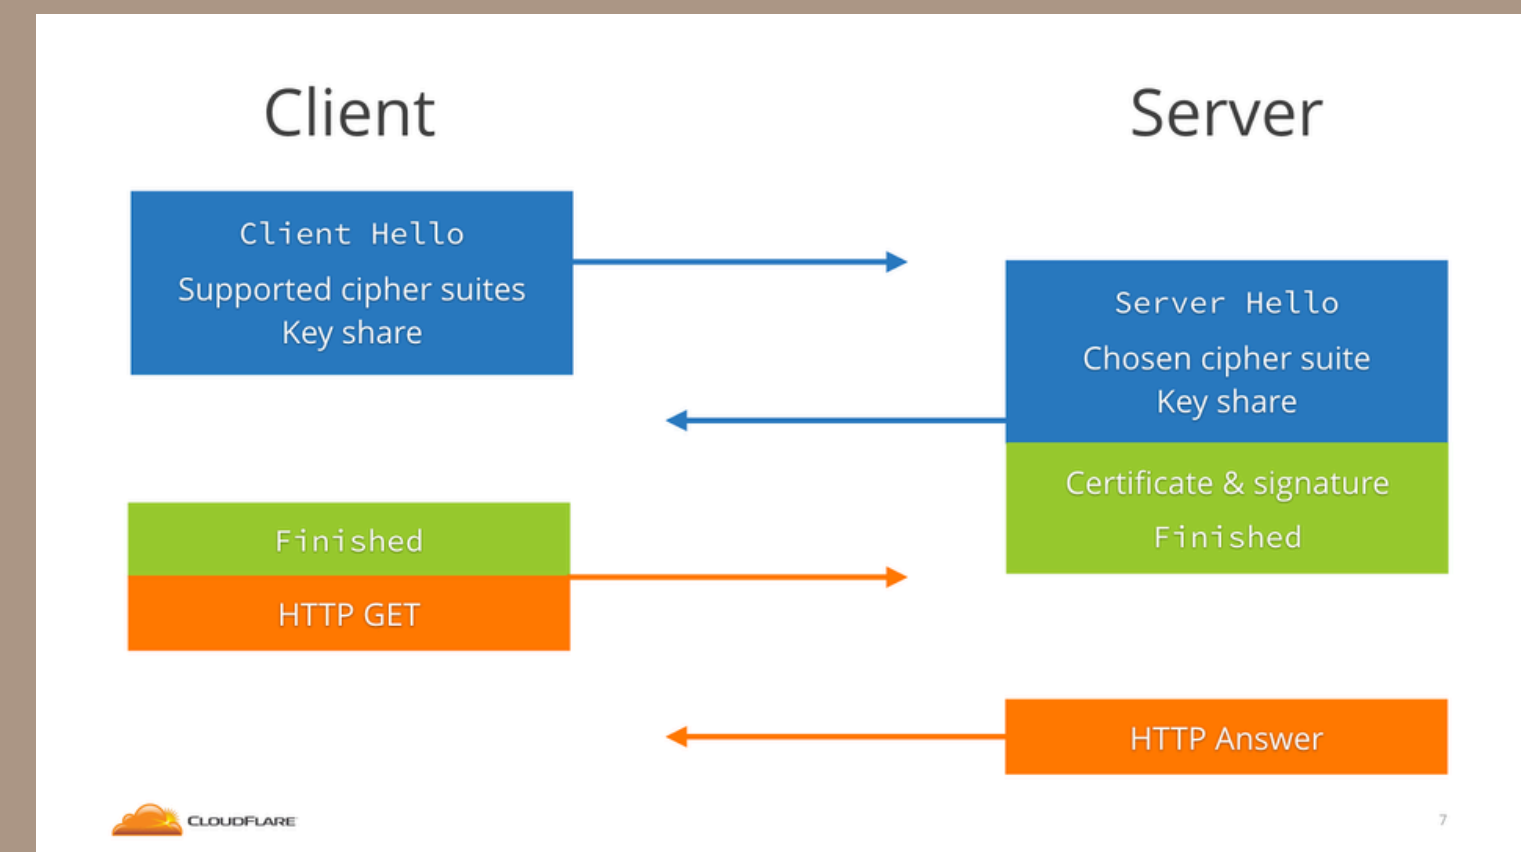 Client
Server
Client Hello
Supported cipher suites
Key share
Server Hello
Chosen cipher suite
Key share
Certificate & signature
Finished
Finished
HTTP GET
HTTP Answer
CLOUDFLARE
7